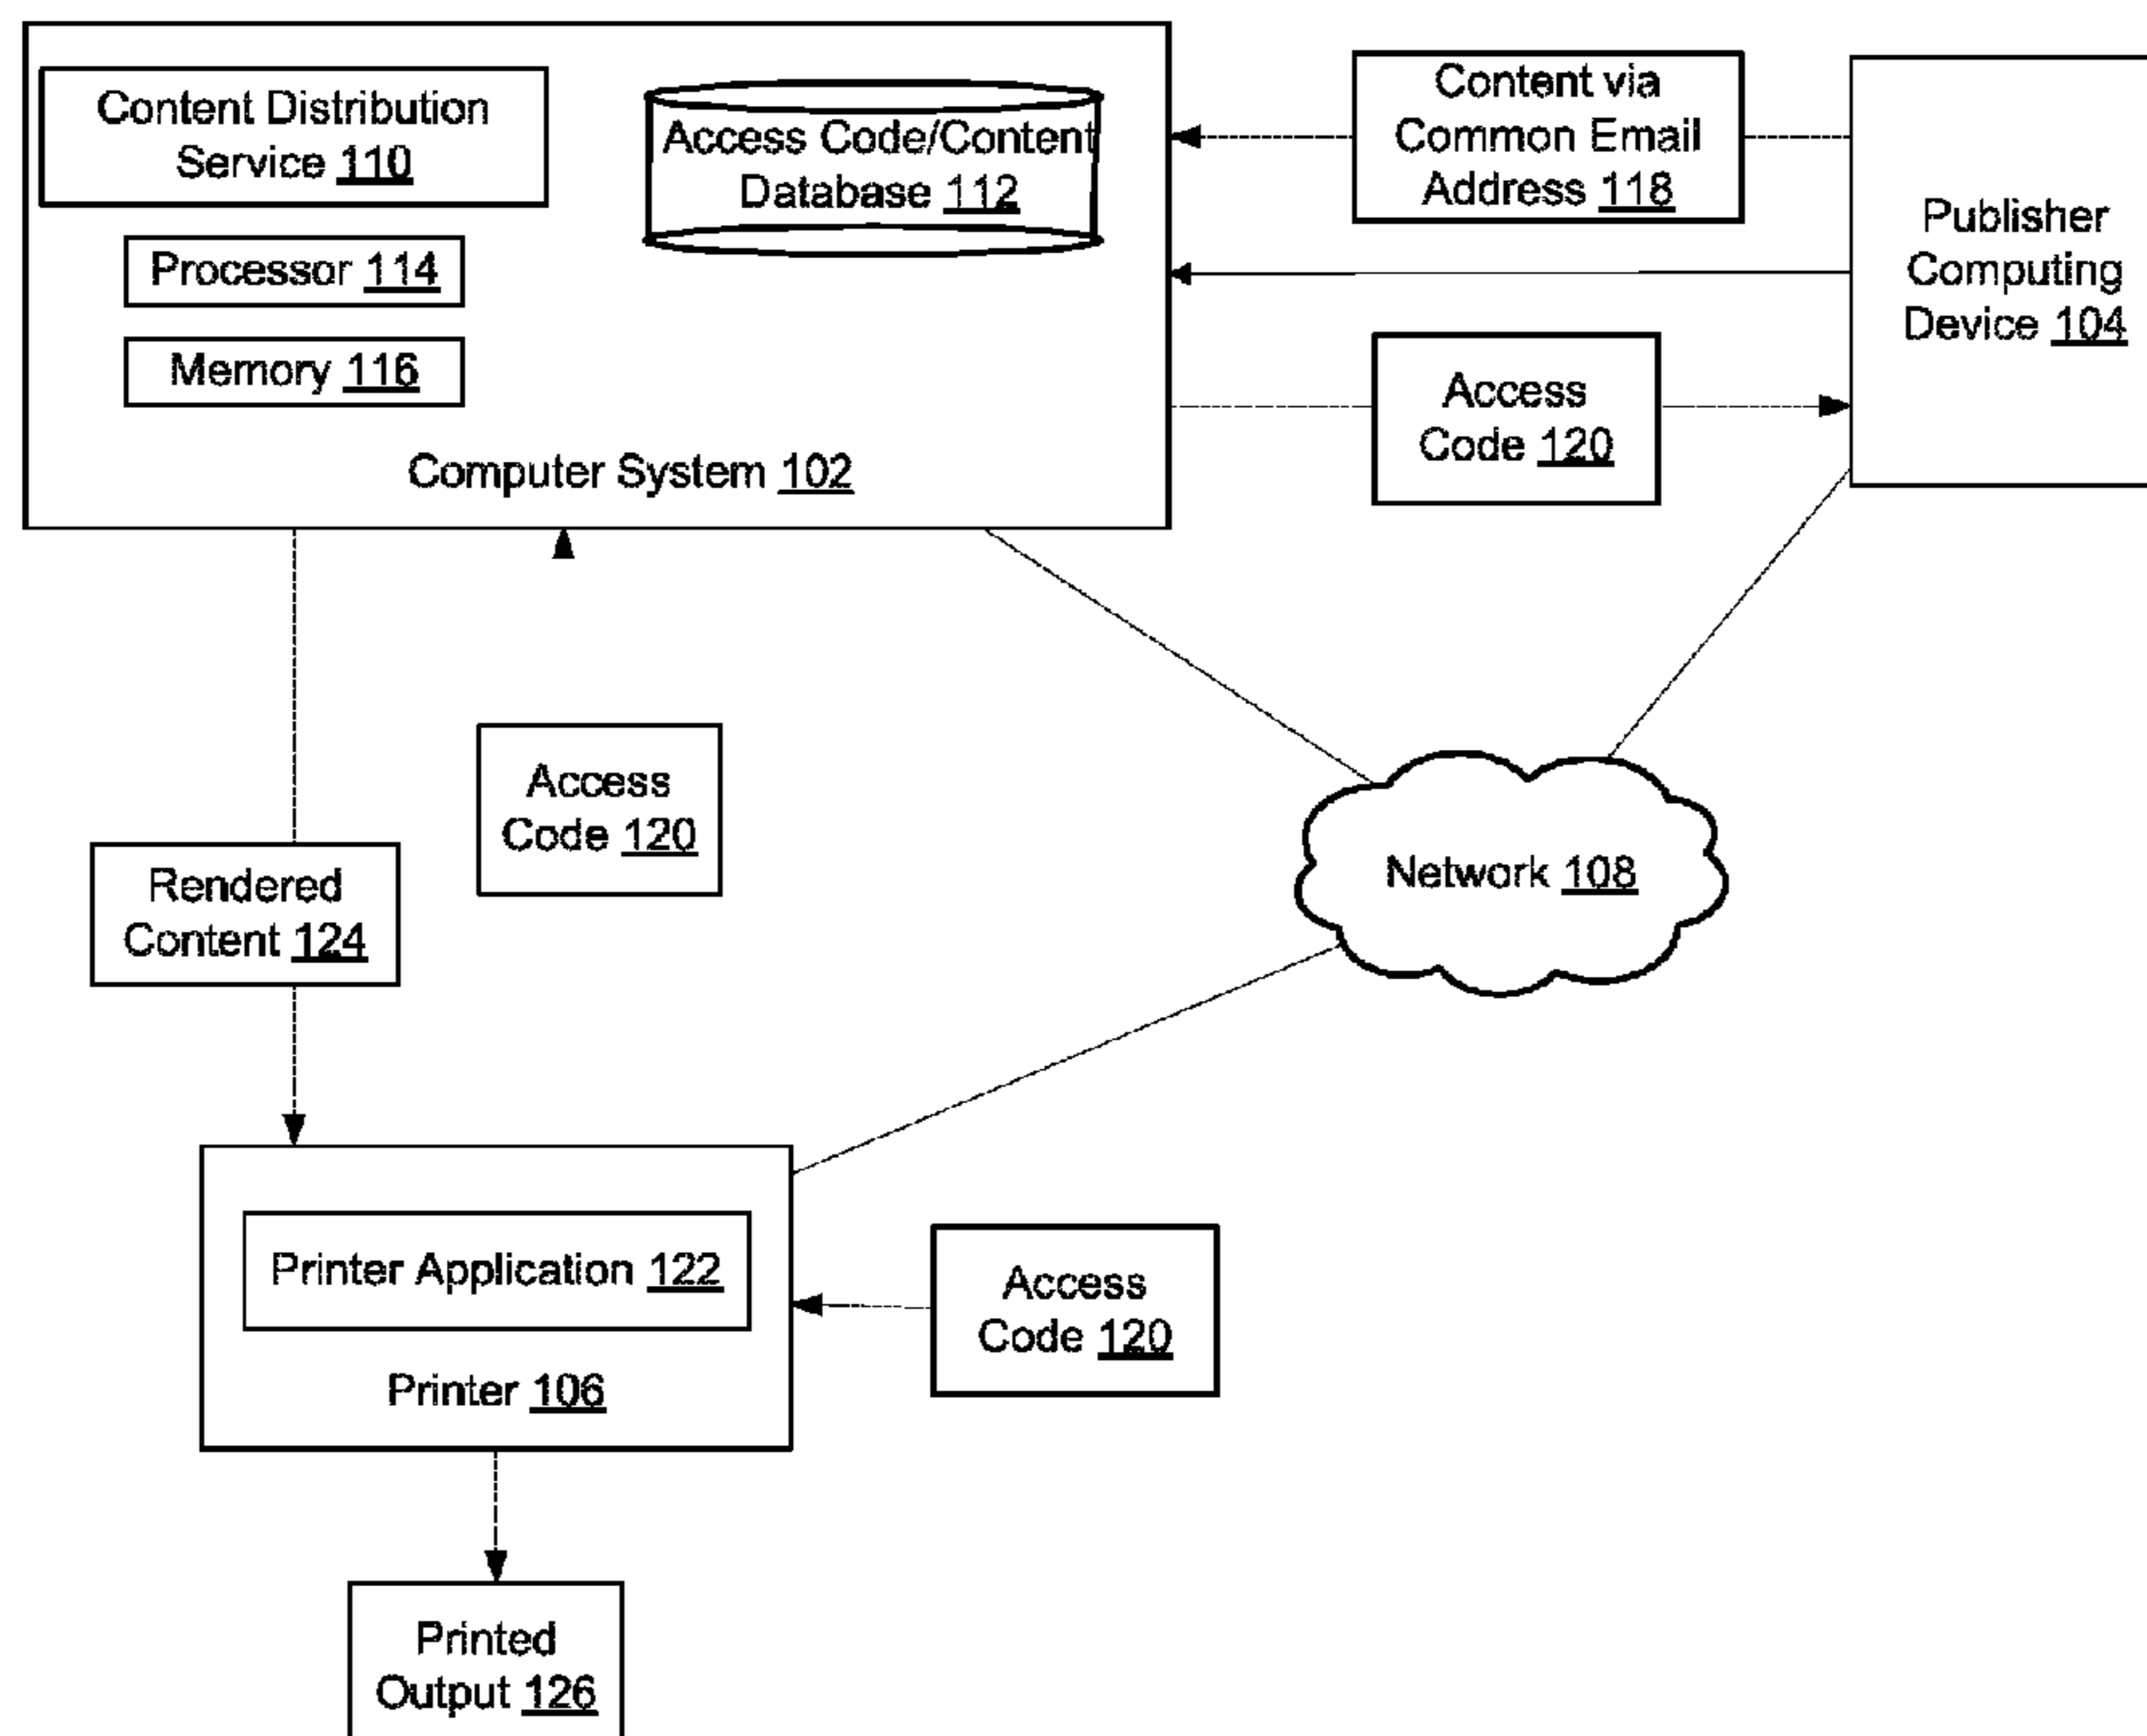 Content Distribution
Service 110
Access Code/Content
Database 112
Processor 114
Memory 116
Computer System 102
Content via
Common Email
Address 118
Publisher
Computing
Device 104
Access
Code 120
Access
Code 120
Rendered
Content 124
Network 108
Printer Application 122
Printer 106
Access
Code 120
Printed
Output 126